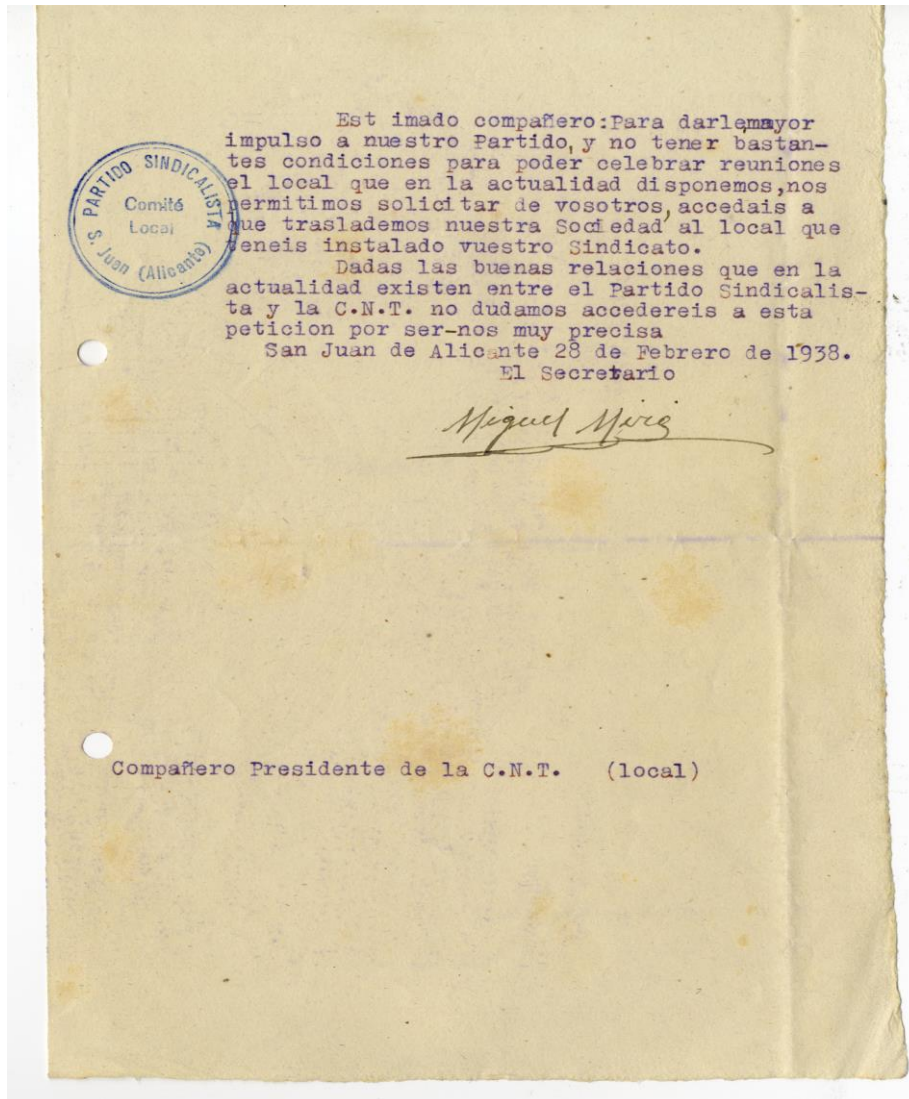 Est imado compañero:Para darle mayor
impulso a nuestro Partido, y no tener bastan-
tes condiciones para poder celebrar reuniones
el local que en la actualidad disponemos,nos
permitimos solicitar de vosotros, accedais a
que traslademos nuestra Sociedad al local que
teneis instalado vuestro Sindicato.
Dadas las buenas relaciones que en la
actualidad existen entre el Partido Sindicalis-
ta y la C.N.T. no dudamos accedereis a esta
peticion por ser-nos muy precisa
San Juan de Alicante 28 de Febrero de 1938.
El Secretario
Miguel Miró
PARTIDO SINDICALISTA
Comité
Local
S. Juan (Alicante)
Compañero Presidente de la C.N.T. (local)